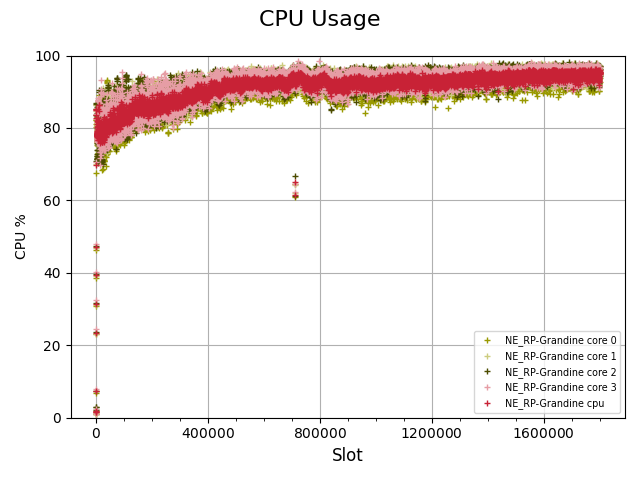 CPU Usage
100
80
60
40
20
0
CPU %
0 400000 800000 1200000 1600000
Slot
NE_RP-Grandine core 0
NE_RP-Grandine core 1
NE_RP-Grandine core 2
NE_RP-Grandine core 3
NE_RP-Grandine cpu